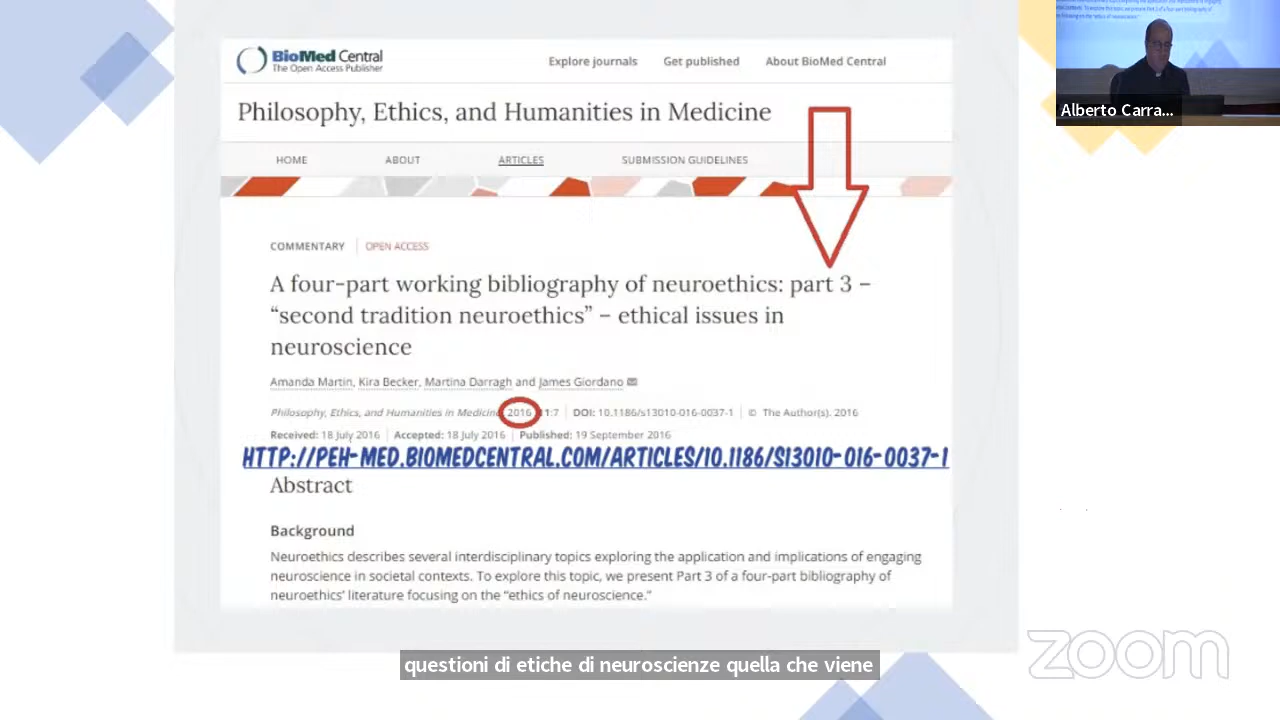 BioMed Central
The Open Access Publisher
Explore journals
Get published
About BioMed Central
Philosophy, Ethics, and Humanities in Medicine
HOME
ABOUT
ARTICLES
SUBMISSION GUIDELINES
COMMENTARY
OPEN ACCESS
A four-part working bibliography of neuroethics: part 3 –
“second tradition neuroethics” – ethical issues in
neuroscience
Amanda Martin, Kira Becker, Martina Darragh and James Giordano
Philosophy, Ethics, and Humanities in Medicine 2016 11:7 | DOI: 10.1186/s13010-016-0037-1 | © The Author(s). 2016
Received: 18 July 2016 | Accepted: 18 July 2016 | Published: 19 September 2016
HTTP://PEH-MED.BIOMEDCENTRAL.COM/ARTICLES/10.1186/S13010-016-0037-1
Abstract
Background
Neuroethics describes several interdisciplinary topics exploring the application and implications of engaging
neuroscience in societal contexts. To explore this topic, we present Part 3 of a four-part bibliography of
neuroethics’ literature focusing on the “ethics of neuroscience.”
Alberto Carra...
questioni di etiche di neuroscienze quella che viene
zoom